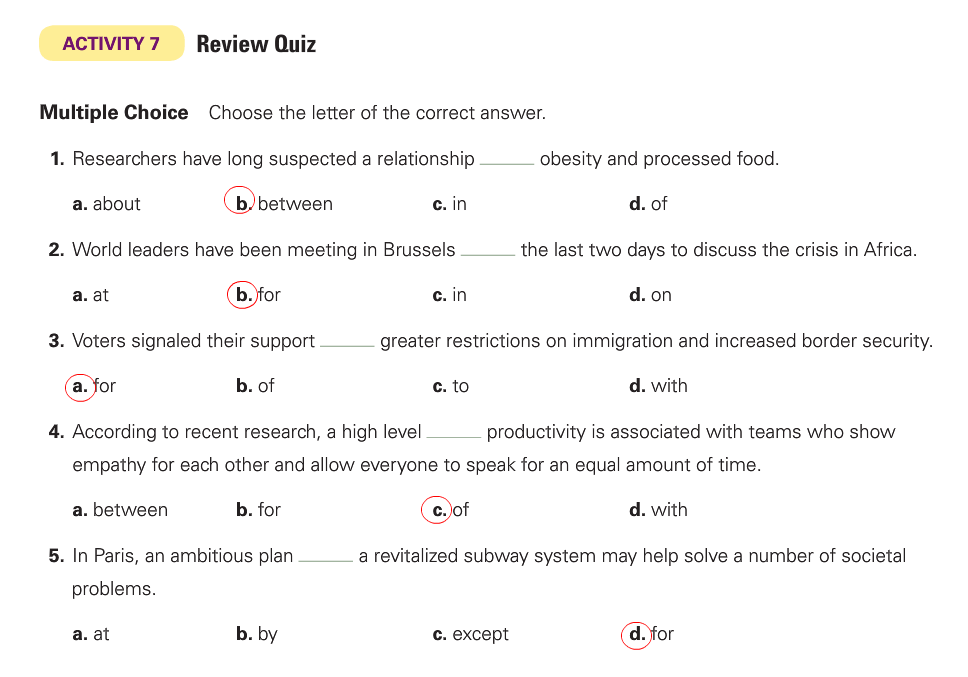 ACTIVITY 7 Review Quiz
Multiple Choice Choose the letter of the correct answer.
1. Researchers have long suspected a relationship ______ obesity and processed food.
a. about b. between c. in d. of
2. World leaders have been meeting in Brussels ______ the last two days to discuss the crisis in Africa.
a. at b. for c. in d. on
3. Voters signaled their support ______ greater restrictions on immigration and increased border security.
a. for b. of c. to d. with
4. According to recent research, a high level ______ productivity is associated with teams who show
empathy for each other and allow everyone to speak for an equal amount of time.
a. between b. for c. of d. with
5. In Paris, an ambitious plan ______ a revitalized subway system may help solve a number of societal
problems.
a. at b. by c. except d. for